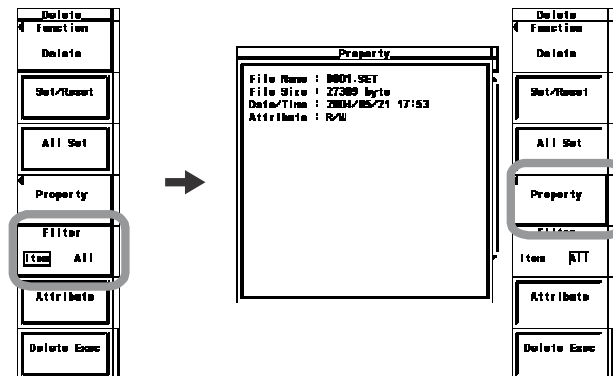 Delete
Function
Delete
Set/Reset
All Set
Property
Filter
Item All
Attribute
Delete Exec
Property
File Name : 0001.SET
File Size : 27309 byte
Date/Time : 2004/05/21 17:53
Attribute : R/W
Delete
Function
Delete
Set/Reset
All Set
Property
Filter
Item All
Attribute
Delete Exec